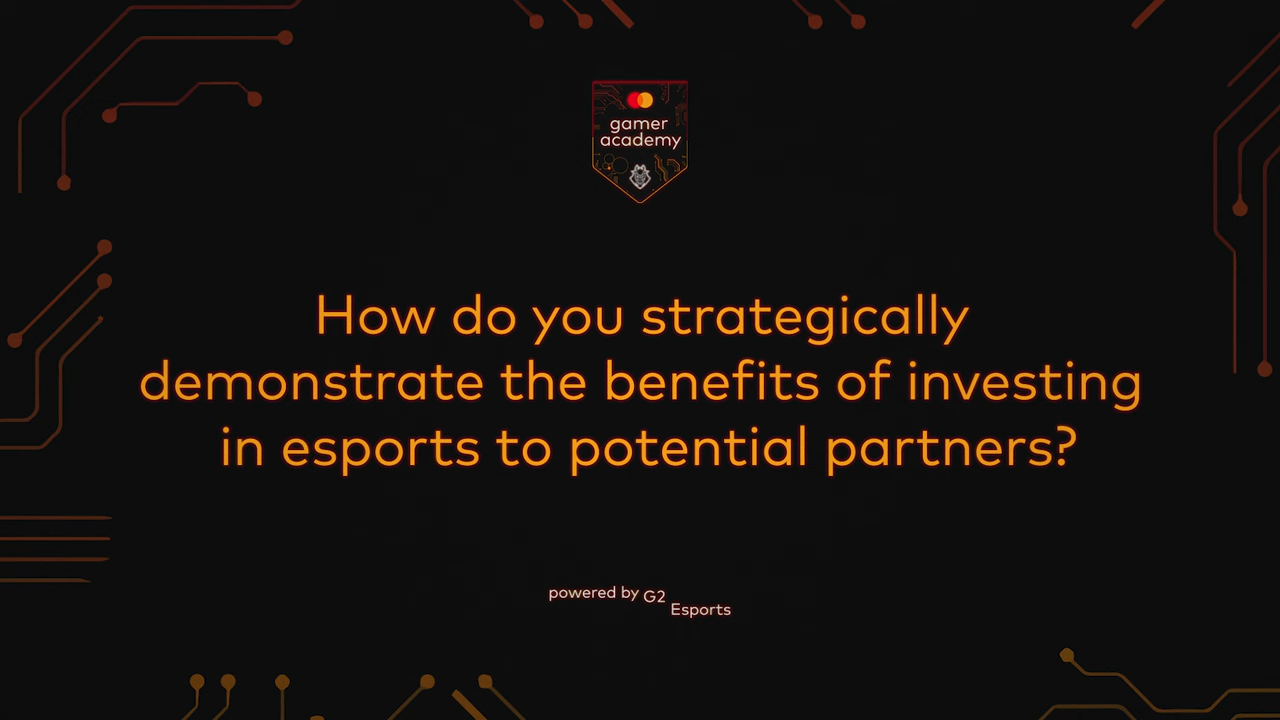 gamer
academy
How do you strategically
demonstrate the benefits of investing
in esports to potential partners?
powered by G2
Esports